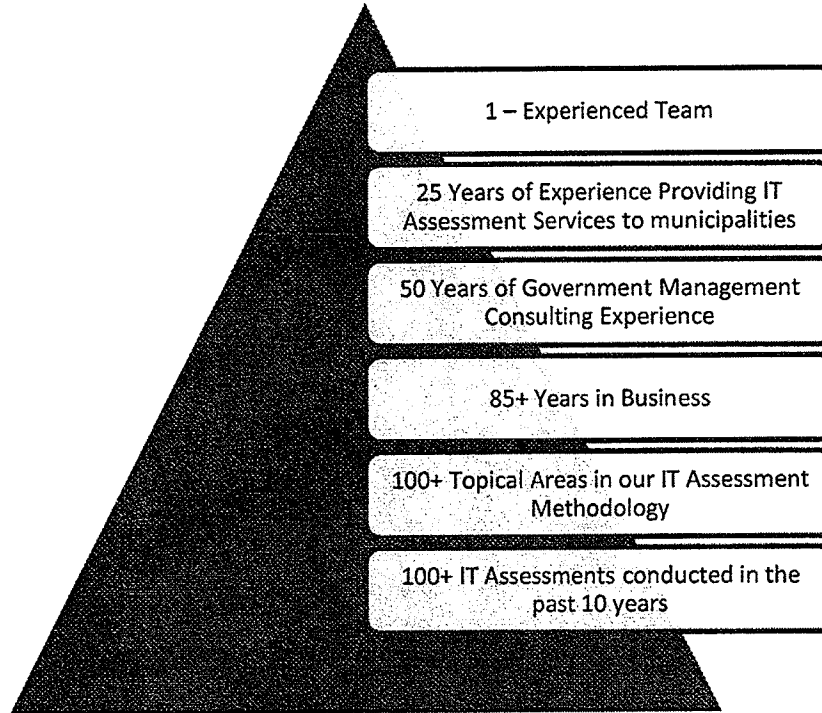 1 – Experienced Team
25 Years of Experience Providing IT
Assessment Services to municipalities
50 Years of Government Management
Consulting Experience
85+ Years in Business
100+ Topical Areas in our IT Assessment
Methodology
100+ IT Assessments conducted in the
past 10 years